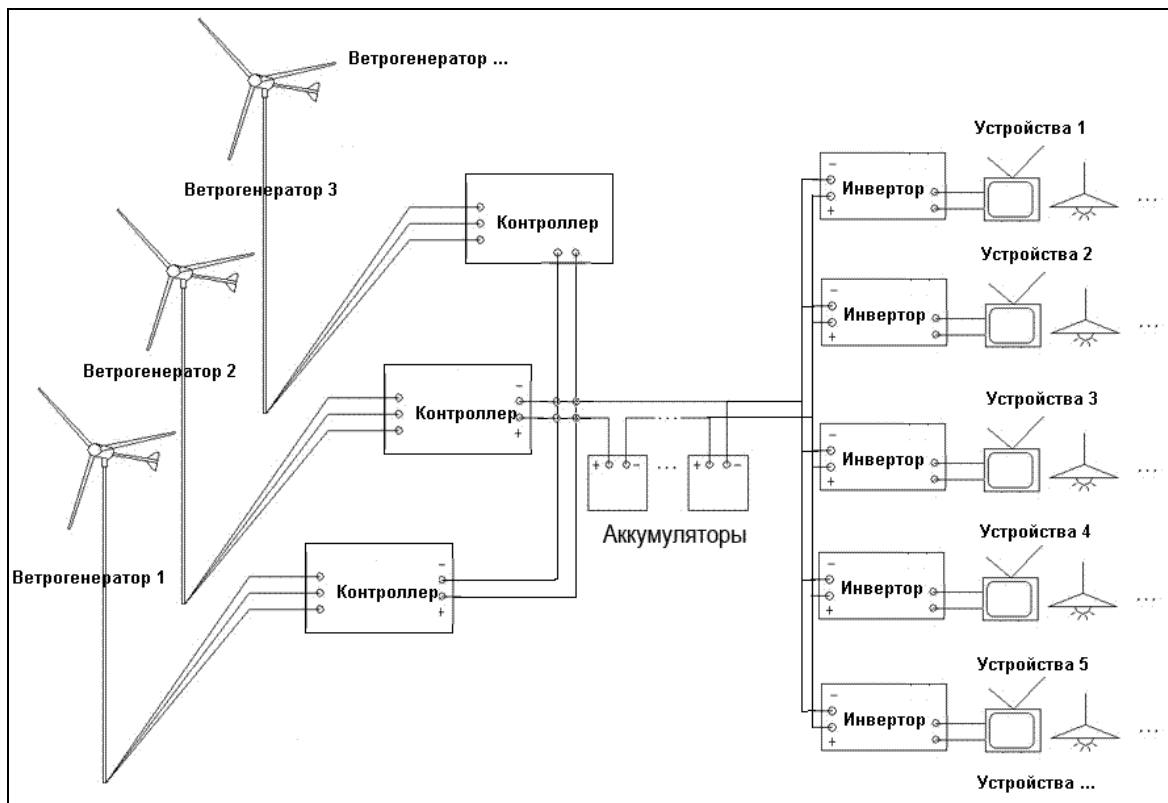 Ветрогенератор ...
Ветрогенератор 3
Ветрогенератор 2
Ветрогенератор 1
Контроллер
Контроллер
- 
+
Контроллер
-
+
+ - ... + -
Аккумуляторы
Устройства 1
-
Инвертор
+
Устройства 2
-
Инвертор
+
Устройства 3
-
Инвертор
+
Устройства 4
-
Инвертор
+
Устройства 5
-
Инвертор
+
Устройства ...